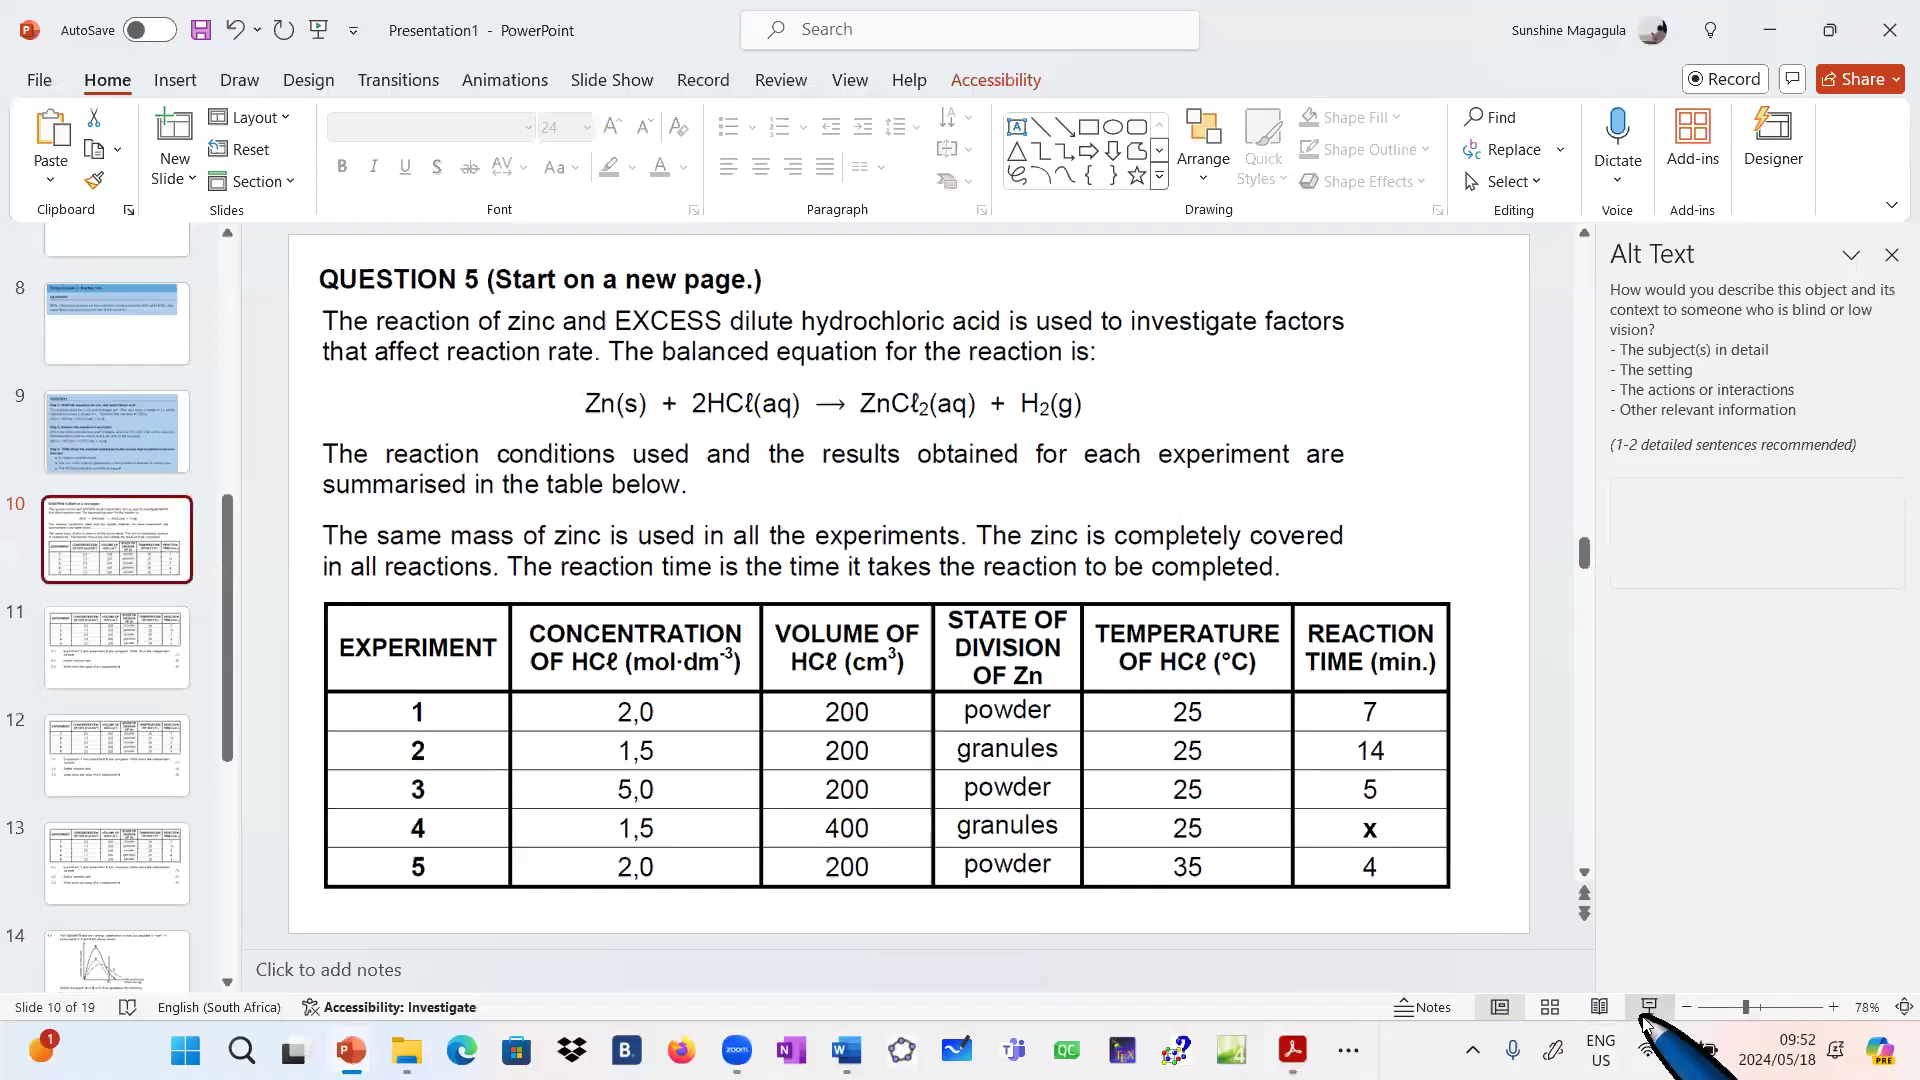 AutoSave
Presentation1 - PowerPoint
Search
Sunshine Magagula
File Home Insert Draw Design Transitions Animations Slide Show Record Review View Help Accessibility
Record
Share
Paste
New
Slide
Layout
Reset
Section
24
Arrange
Quick
Styles
Shape Fill
Shape Outline
Shape Effects
Find
Replace
Select
Dictate
Add-ins
Designer
Clipboard
Slides
Font
Paragraph
Drawing
Editing
Voice
Add-ins
8
9
10
11
12
13
14
QUESTION 5 (Start on a new page.)
The reaction of zinc and EXCESS dilute hydrochloric acid is used to investigate factors
that affect reaction rate. The balanced equation for the reaction is:
Zn(s) + 2HCℓ(aq) ⟶ ZnCℓ₂(aq) + H₂(g)
The reaction conditions used and the results obtained for each experiment are
summarised in the table below.
The same mass of zinc is used in all the experiments. The zinc is completely covered
in all reactions. The reaction time is the time it takes the reaction to be completed.
EXPERIMENT
CONCENTRATION
OF HCℓ (mol·dm⁻³)
VOLUME OF
HCℓ (cm³)
STATE OF
DIVISION
OF Zn
TEMPERATURE
OF HCℓ (°C)
REACTION
TIME (min.)
1 2,0 200 powder 25 7
2 1,5 200 granules 25 14
3 5,0 200 powder 25 5
4 1,5 400 granules 25 x
5 2,0 200 powder 35 4
Alt Text
How would you describe this object and its
context to someone who is blind or low
vision?
- The subject(s) in detail
- The setting
- The actions or interactions
- Other relevant information
(1-2 detailed sentences recommended)
Click to add notes
Slide 10 of 19
English (South Africa)
Accessibility: Investigate
Notes
78%
1
zoom
ENG
US
09:52
2024/05/18